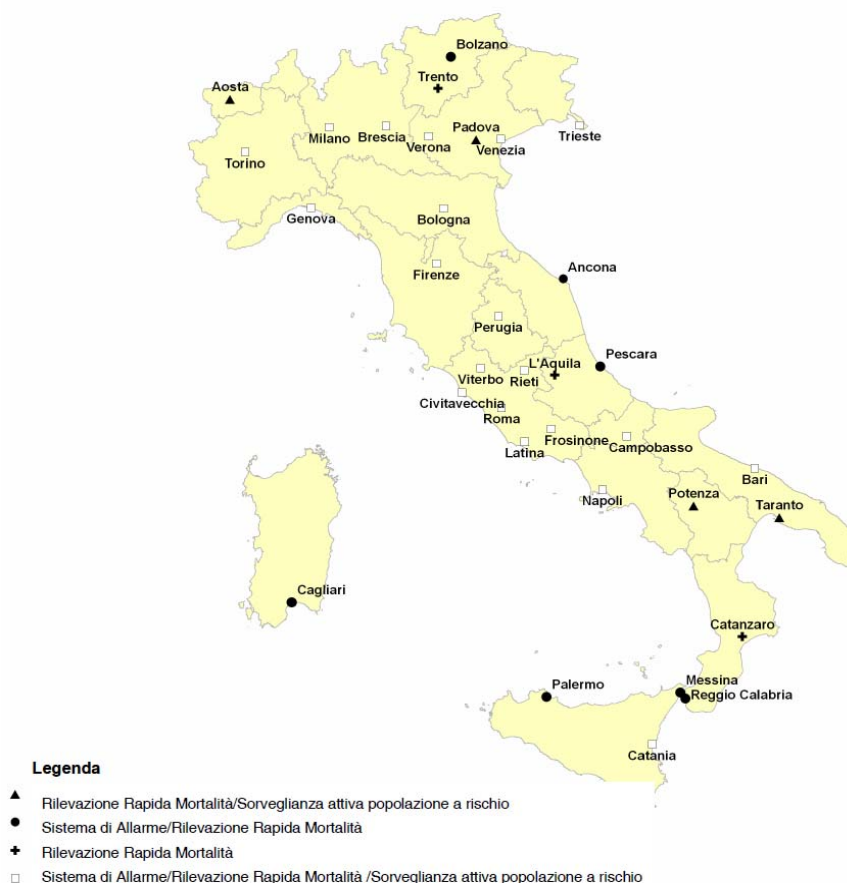 Bolzano
Trento
Aosta
Milano
Brescia
Verona
Padova
Venezia
Trieste
Torino
Genova
Bologna
Firenze
Ancona
Perugia
Pescara
L'Aquila
Viterbo
Rieti
Civitavecchia
Roma
Frosinone
Latina
Campobasso
Bari
Napoli
Potenza
Taranto
Cagliari
Catanzaro
Palermo
Messina
Reggio Calabria
Catania
Legenda
Rilevazione Rapida Mortalità/Sorveglianza attiva popolazione a rischio
Sistema di Allarme/Rilevazione Rapida Mortalità
Rilevazione Rapida Mortalità
Sistema di Allarme/Rilevazione Rapida Mortalità /Sorveglianza attiva popolazione a rischio